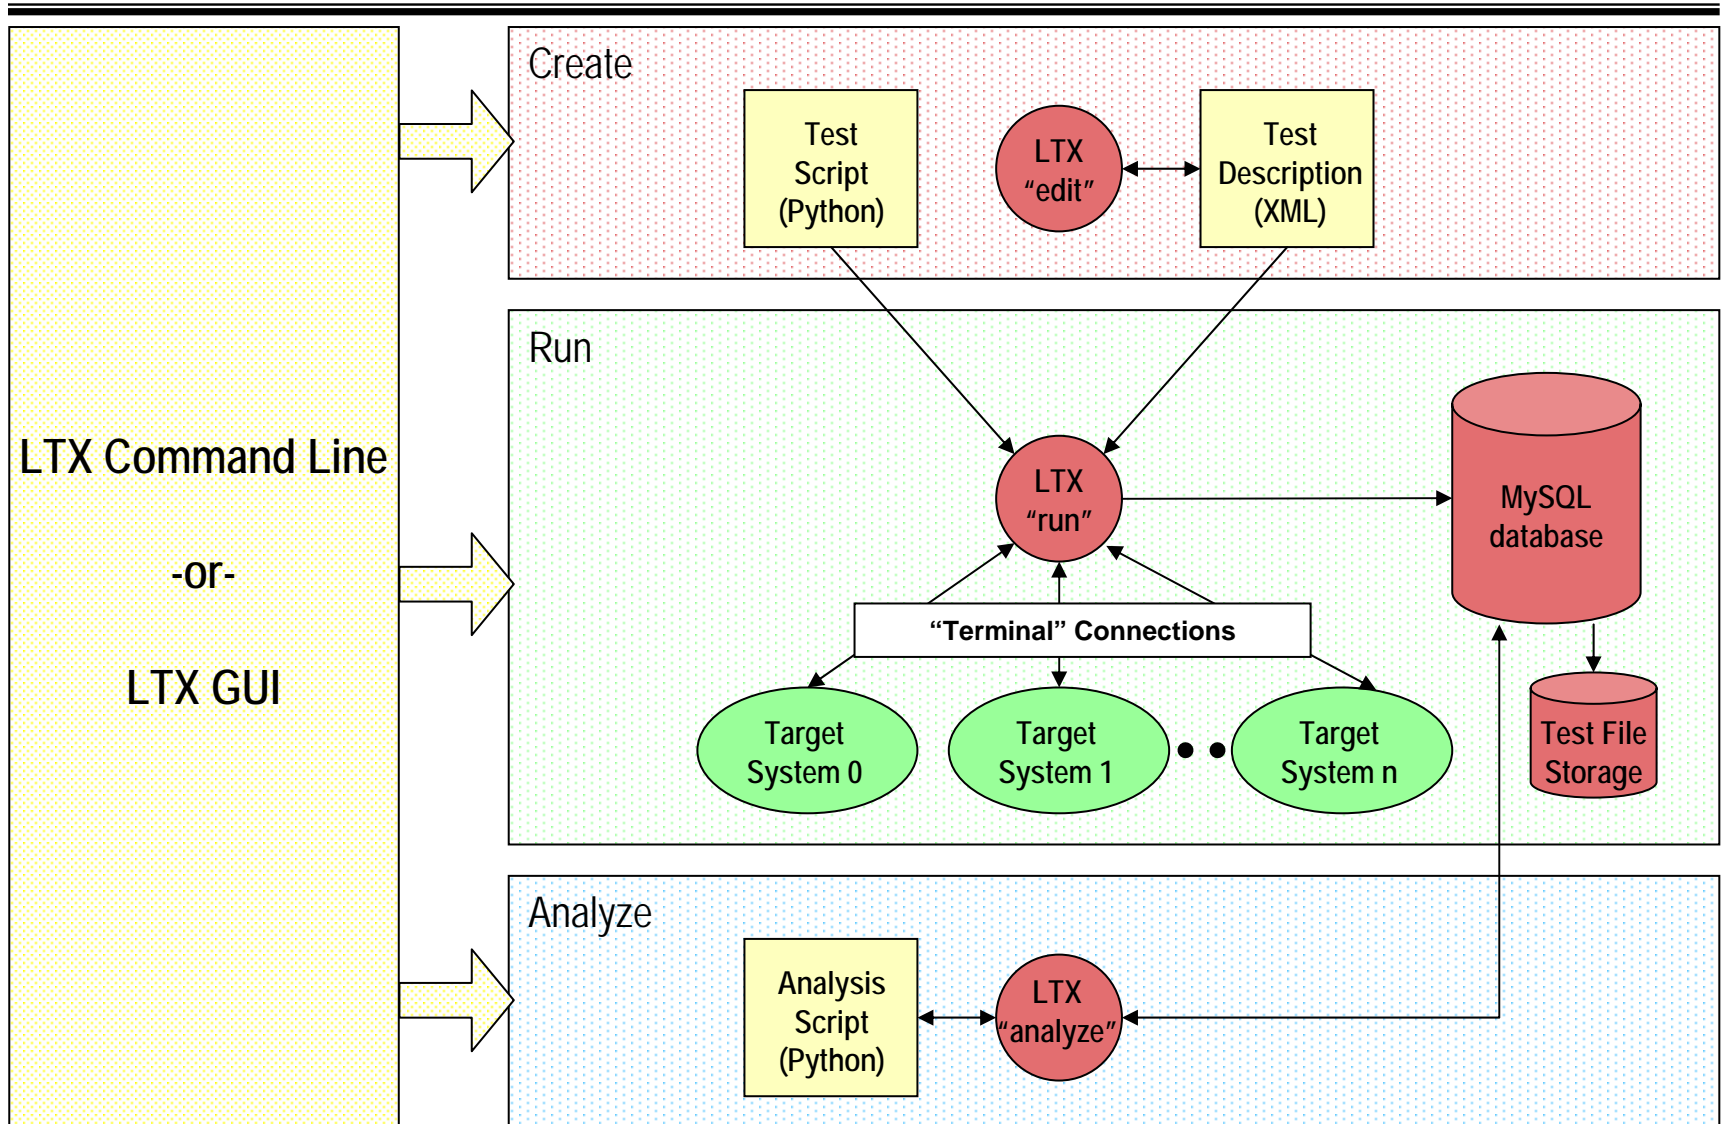 LTX Command Line
-or-
LTX GUI
Create
Test
Script
(Python)
LTX
“edit”
Test
Description
(XML)
Run
LTX
“run”
MySQL
database
“Terminal” Connections
Target
System 0
Target
System 1
Target
System n
Test File
Storage
Analyze
Analysis
Script
(Python)
LTX
“analyze”